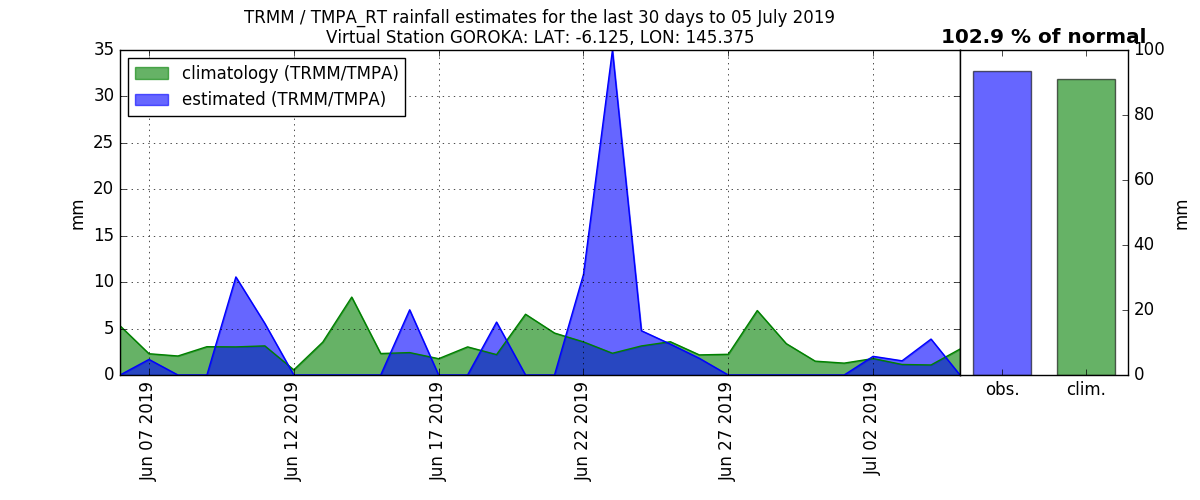 TRMM / TMPA_RT rainfall estimates for the last 30 days to 05 July 2019
Virtual Station GOROKA: LAT: -6.125, LON: 145.375
102.9 % of normal
climatology (TRMM/TMPA)
estimated (TRMM/TMPA)
35
30
25
20
15
10
5
0
mm
Jun 07 2019
Jun 12 2019
Jun 17 2019
Jun 22 2019
Jun 27 2019
Jul 02 2019
obs.
clim.
100
80
60
40
20
0
mm